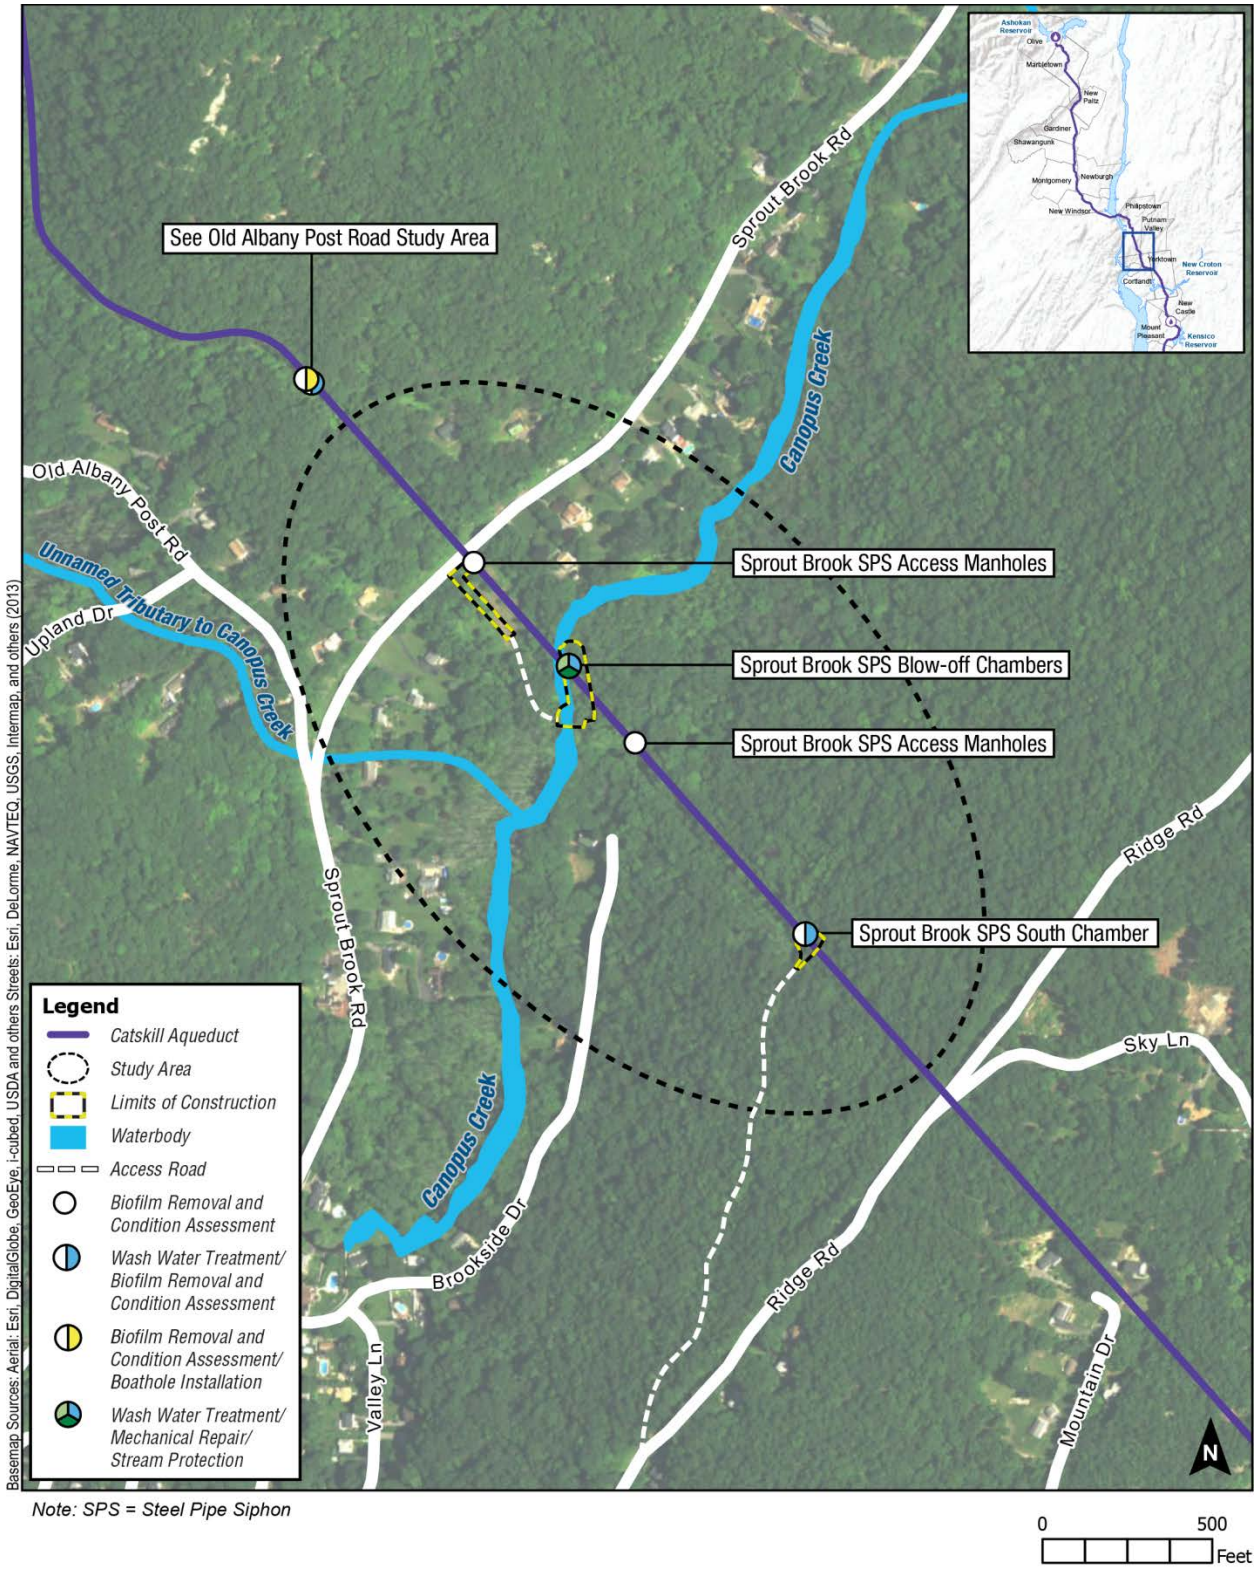 Ashokan
Reservoir
Olive
Marbletown
New
Paltz
Gardiner
Shawangunk
Montgomery
Newburgh
New Windsor
Philipstown
Putnam
Valley
Yorktown
Cortlandt
New Croton
Reservoir
New
Castle
Mount
Pleasant
Kensico
Reservoir
Sprout Brook Rd
See Old Albany Post Road Study Area
Canopus Creek
Old Albany Post Rd
Unnamed Tributary to Canopus Creek
Upland Dr
Sprout Brook SPS Access Manholes
Sprout Brook SPS Blow-off Chambers
Sprout Brook SPS Access Manholes
Ridge Rd
Sprout Brook SPS South Chamber
Sprout Brook Rd
Sky Ln
Canopus Creek
Brookside Dr
Ridge Rd
Valley Ln
Mountain Dr
Legend
Catskill Aqueduct
Study Area
Limits of Construction
Waterbody
Access Road
Biofilm Removal and
Condition Assessment
Wash Water Treatment/
Biofilm Removal and
Condition Assessment
Biofilm Removal and
Condition Assessment/
Boathole Installation
Wash Water Treatment/
Mechanical Repair/
Stream Protection
N
Basemap Sources: Aerial: Esri, DigitalGlobe, GeoEye, i-cubed, USDA and others Streets: Esri, DeLorme, NAVTEQ, USGS, Intermap, and others (2013)
Note: SPS = Steel Pipe Siphon
0 500
Feet